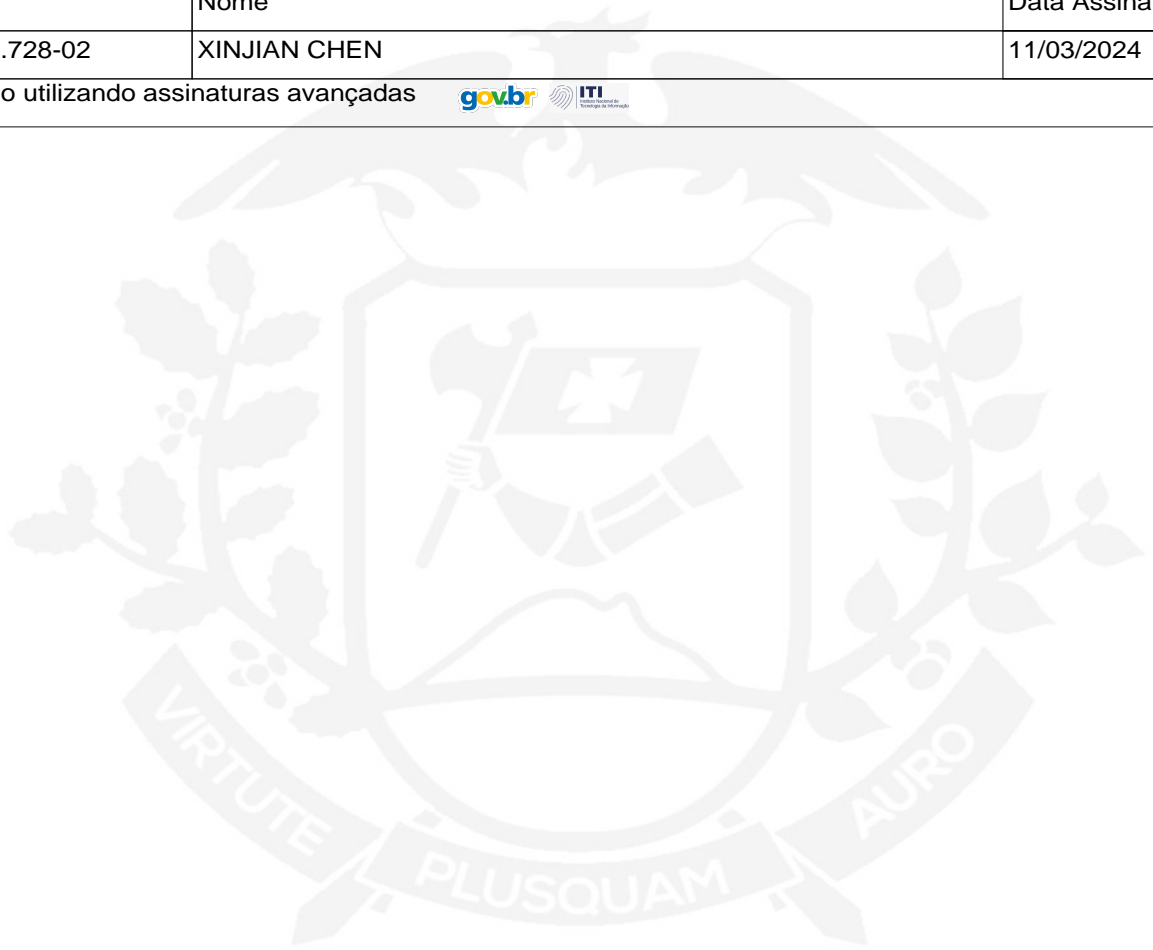 Nome Data Assina
.728-02 XINJIAN CHEN 11/03/2024
o utilizando assinaturas avançadas gov.br ITI
VIRTUTE PLUSQUAM AURO